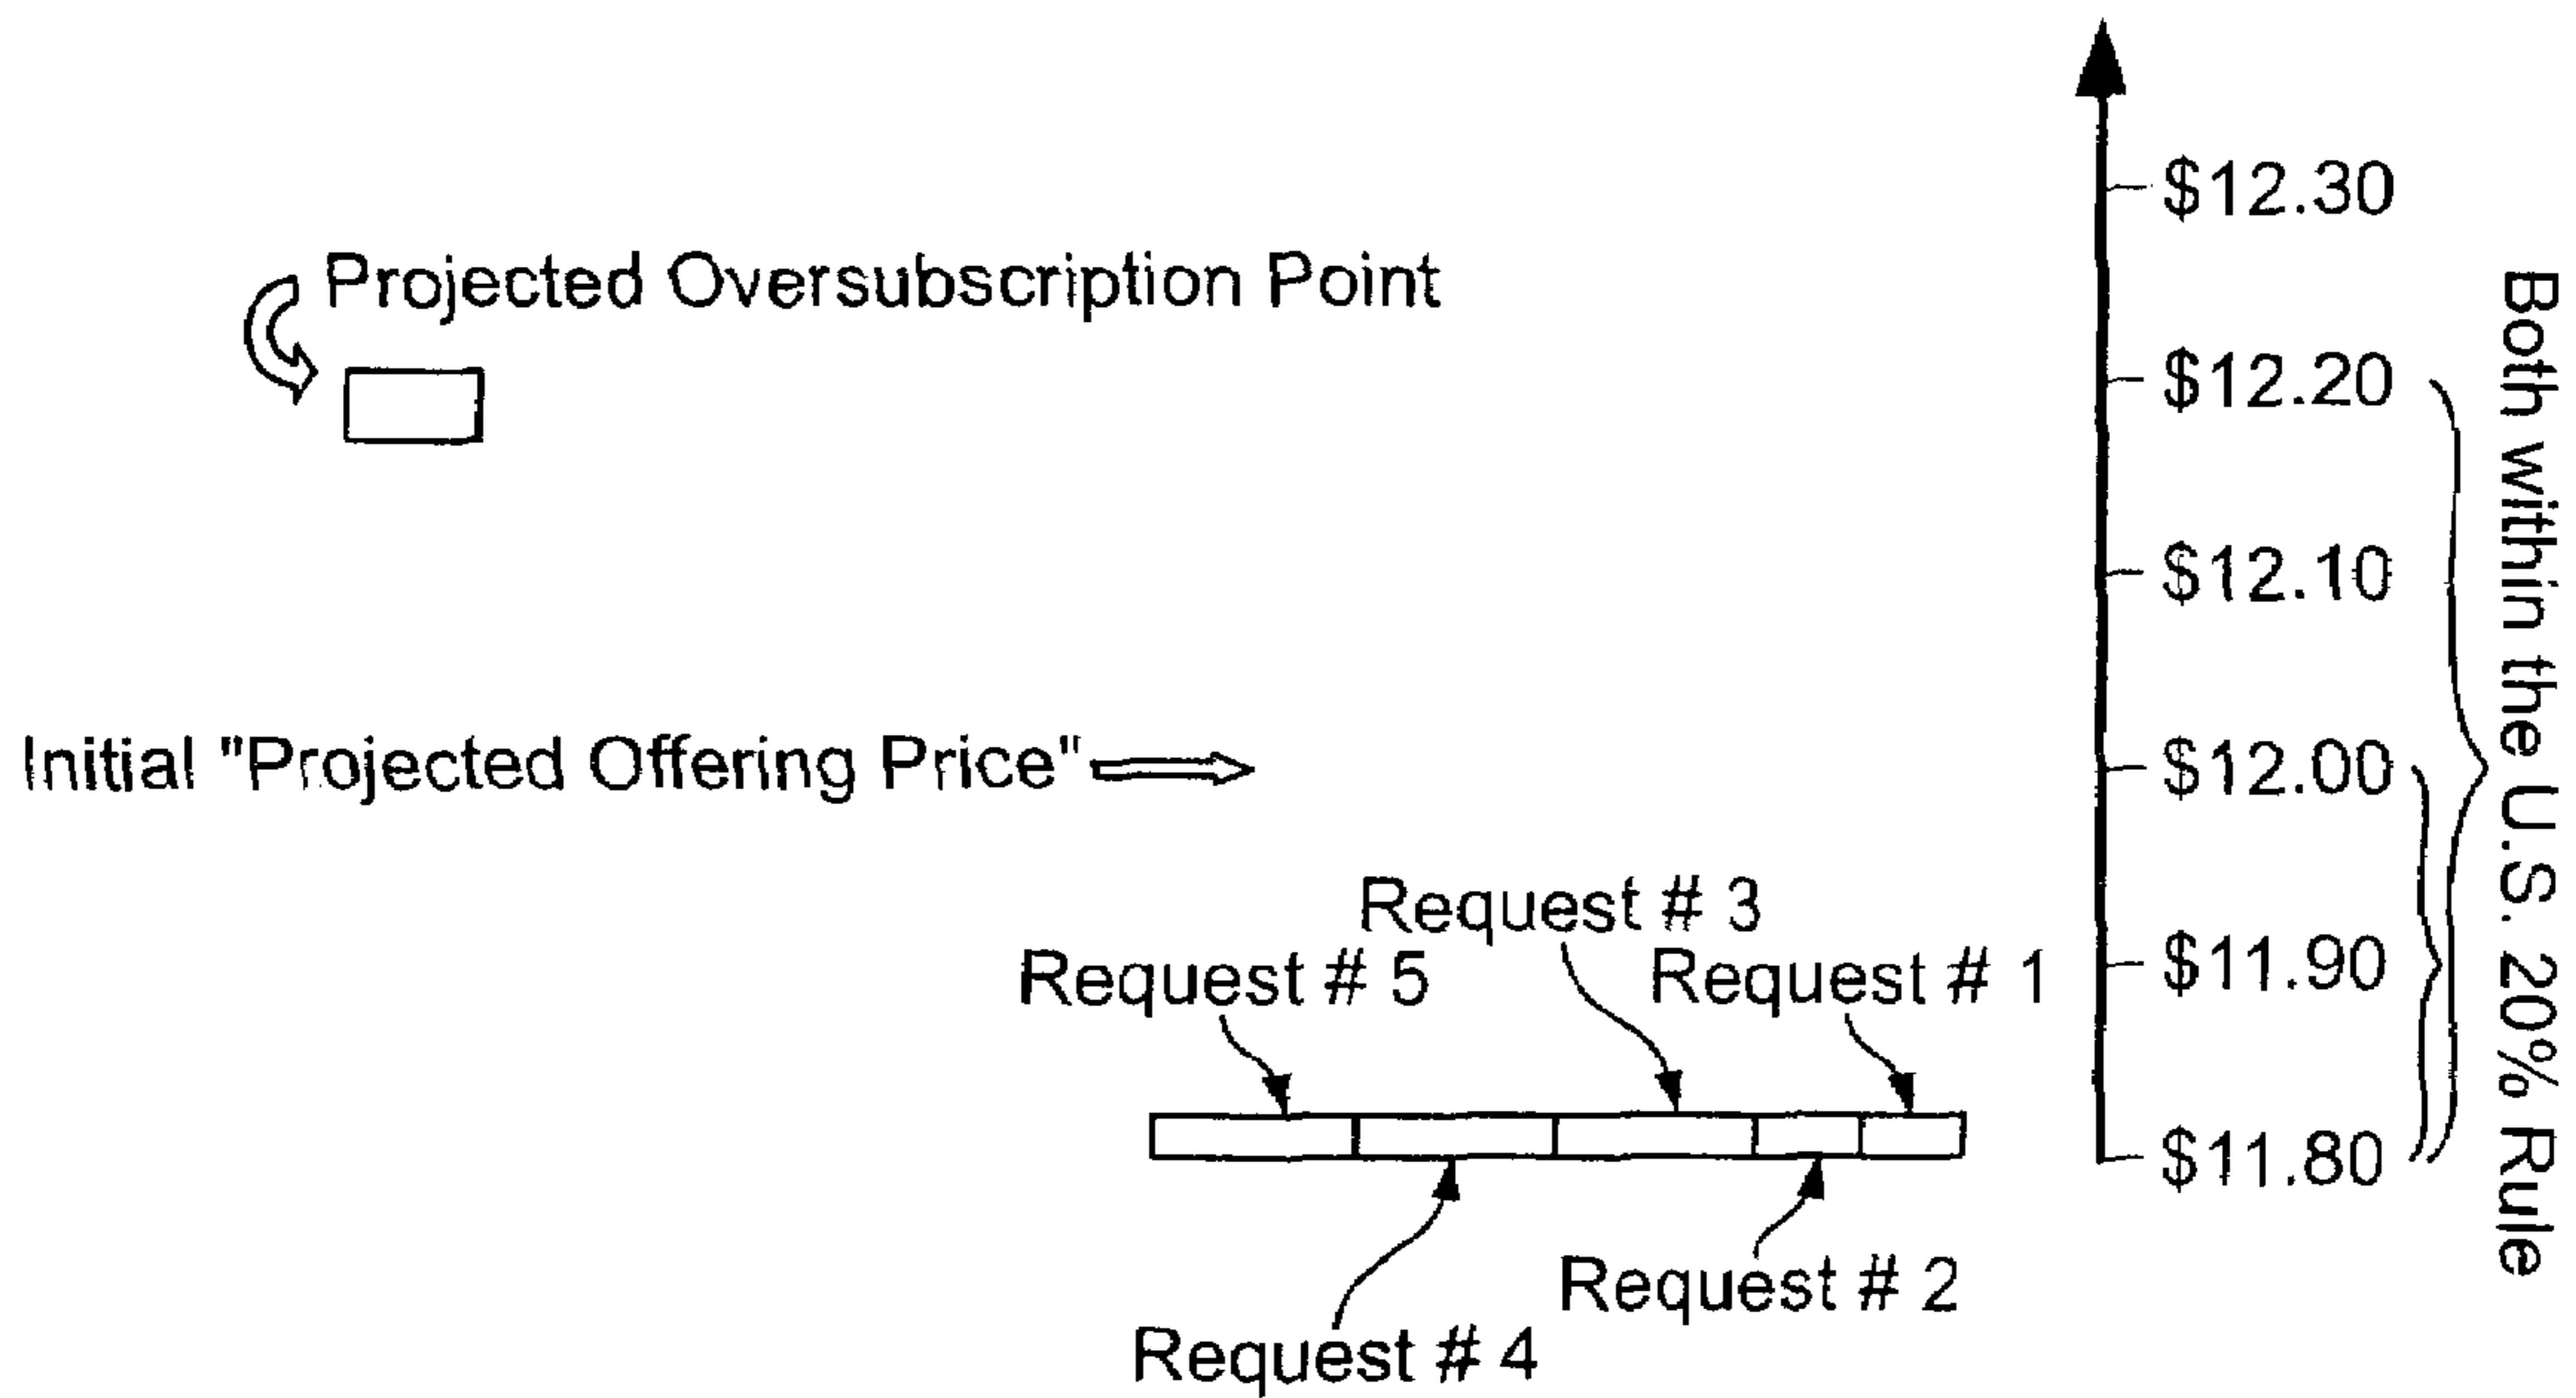 $12.30
Projected Oversubscription Point
$12.20
$12.10
Initial "Projected Offering Price"
$12.00
Request # 3
Request # 5
Request # 1
$11.90
$11.80
Request # 2
Request # 4
Both within the U.S. 20% Rule